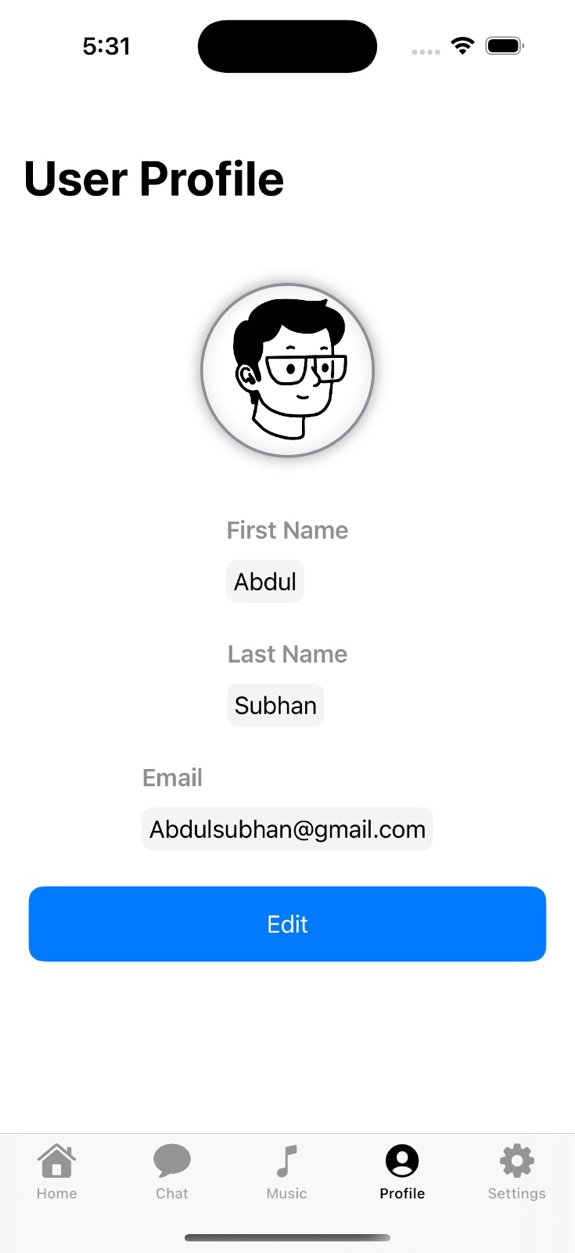 5:31
User Profile
First Name
Abdul
Last Name
Subhan
Email
Abdulsubhan@gmail.com
Edit
Home Chat Music Profile Settings